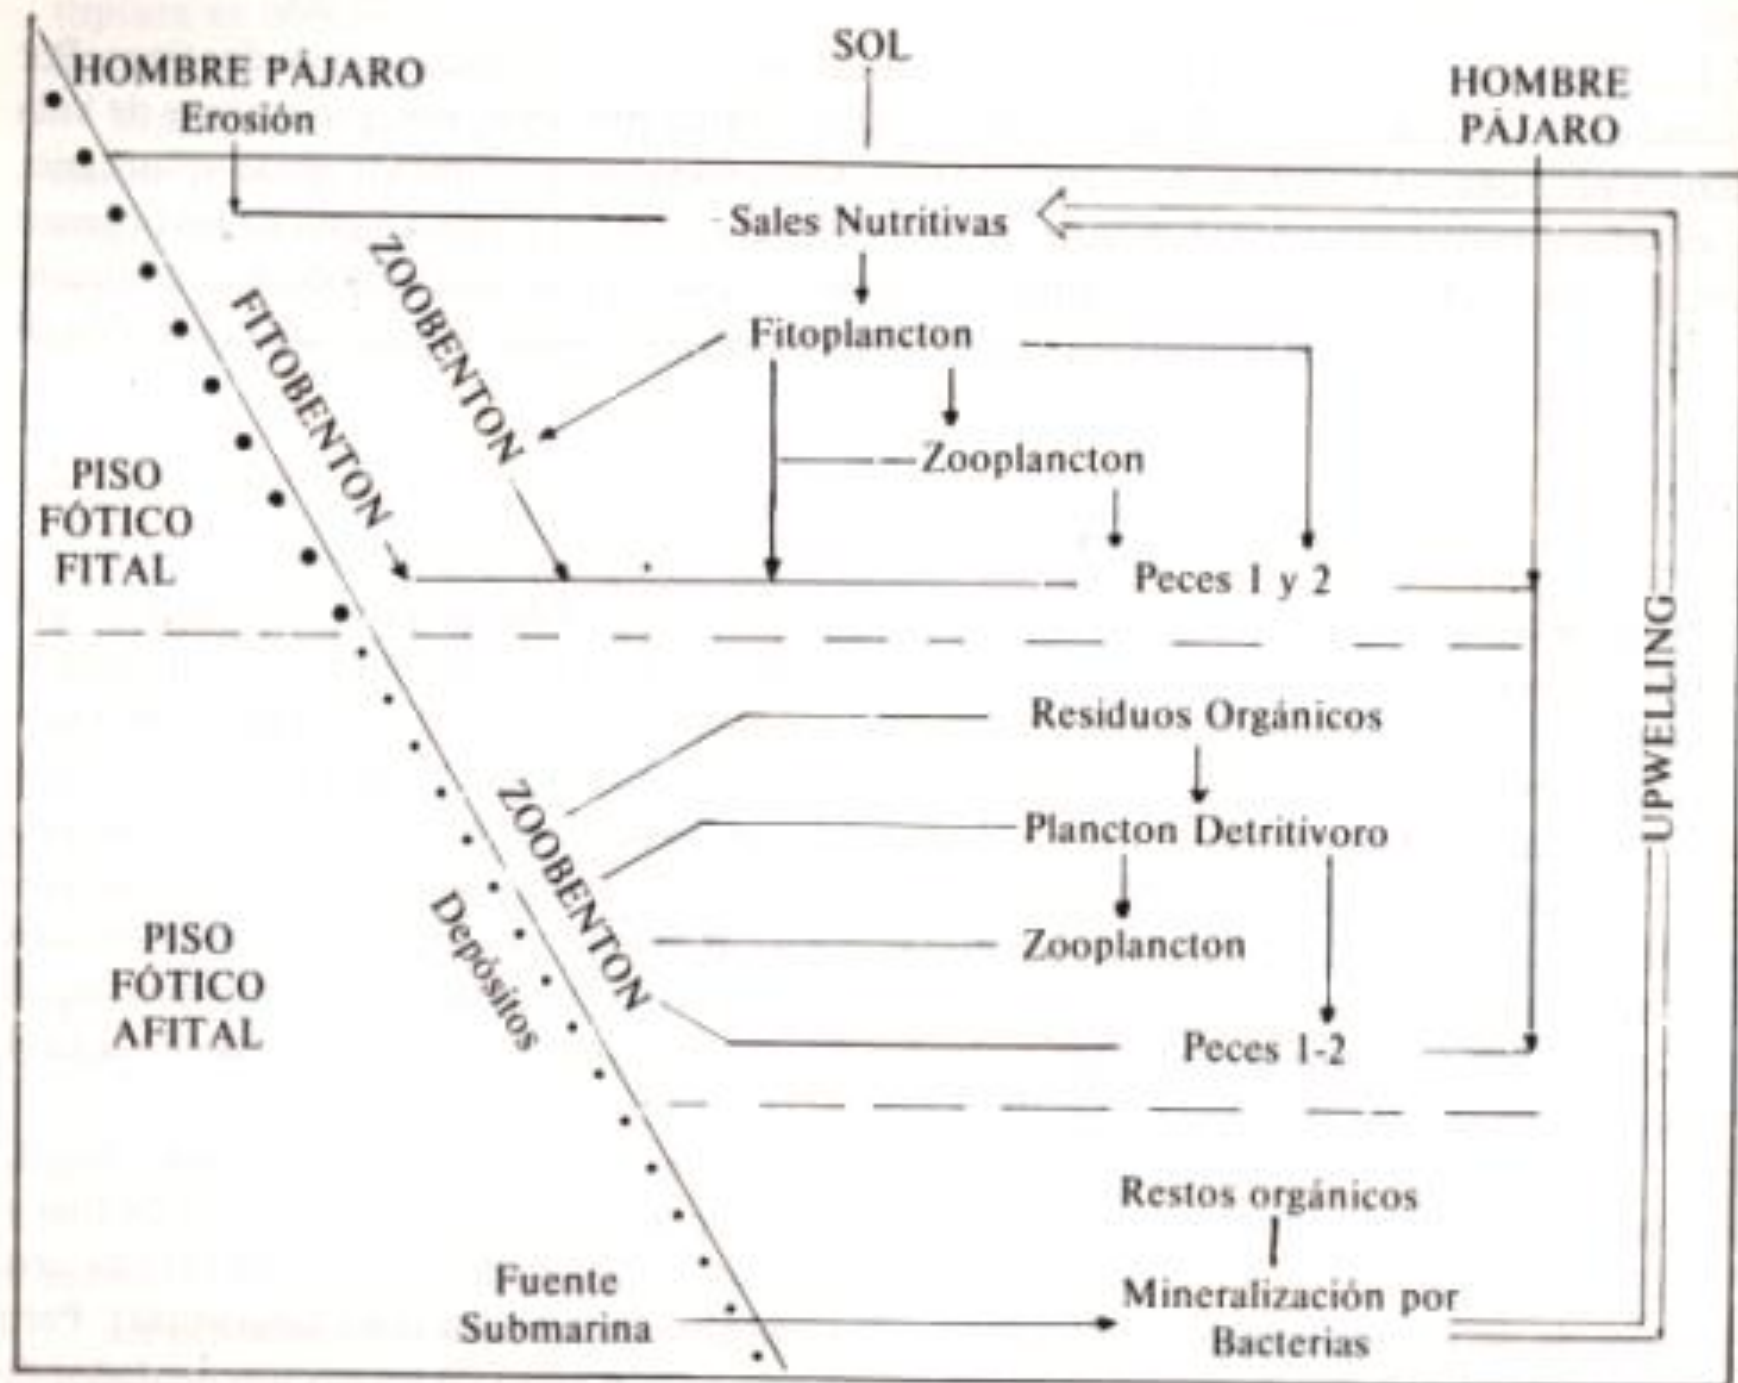 HOMBRE PÁJARO
Erosión
SOL
HOMBRE
PÁJARO
Sales Nutritivas
ZOOBENTON
FITOBENTON
Fitoplancton
Zooplancton
PISO
FÓTICO
FITAL
Peces 1 y 2
UPWELLING
Residuos Orgánicos
ZOOBENTON
Plancton Detritívoro
Depósitos
Zooplancton
PISO
FÓTICO
AFITAL
Peces 1-2
Restos orgánicos
Fuente
Submarina
Mineralización por
Bacterias